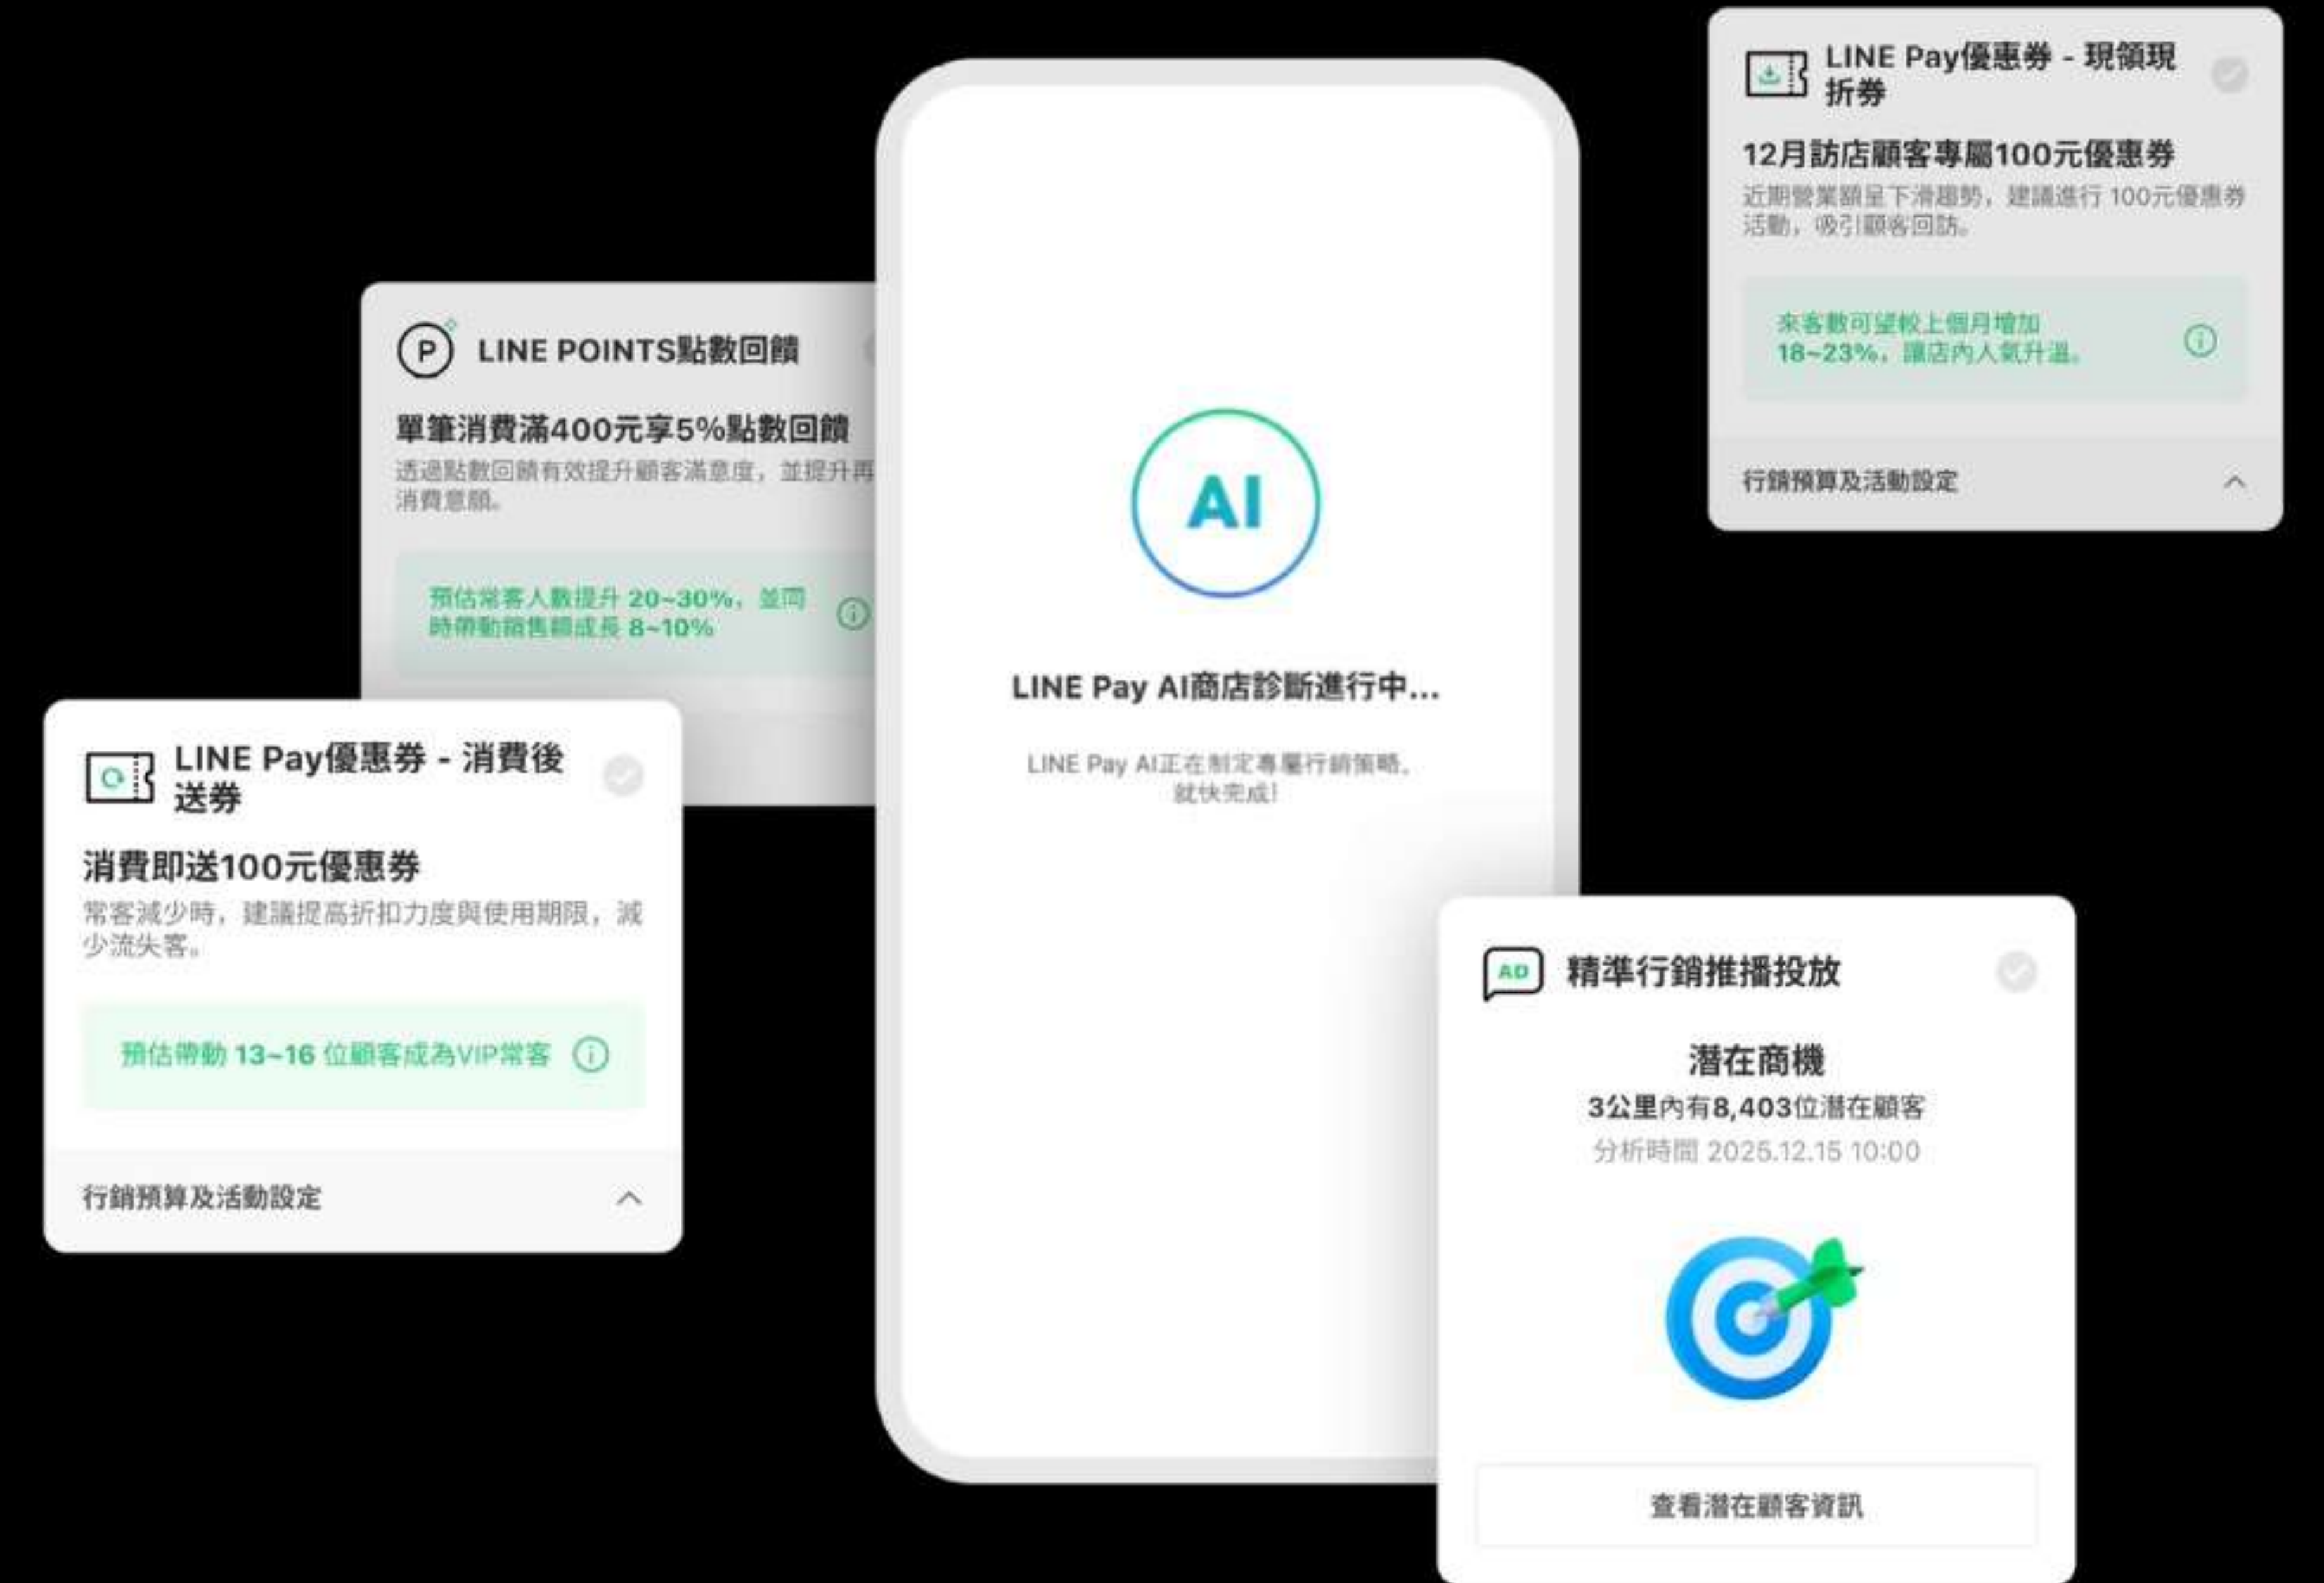 LINE Pay優惠券 - 現領現
折券
12月訪店顧客專屬100元優惠券
近期營業額呈下滑趨勢，建議進行 100元優惠券
活動，吸引顧客回訪。
來客數可望較上個月增加
18~23%，讓店內人氣升溫。
行銷預算及活動設定
P
LINE POINTS點數回饋
單筆消費滿400元享5%點數回饋
透過點數回饋有效提升顧客滿意度，並提升再
消費意願。
預估常客人數提升 20~30%，並同
時帶動銷售額成長 8~10%
AI
LINE Pay AI商店診斷進行中...
LINE Pay AI正在制定專屬行銷策略，
就快完成!
LINE Pay優惠券 - 消費後
送券
消費即送100元優惠券
常客減少時，建議提高折扣力度與使用期限，減
少流失客。
預估帶動 13~16 位顧客成為VIP常客
行銷預算及活動設定
AD
精準行銷推播投放
潛在商機
3公里內有8,403位潛在顧客
分析時間 2025.12.15 10:00
查看潛在顧客資訊